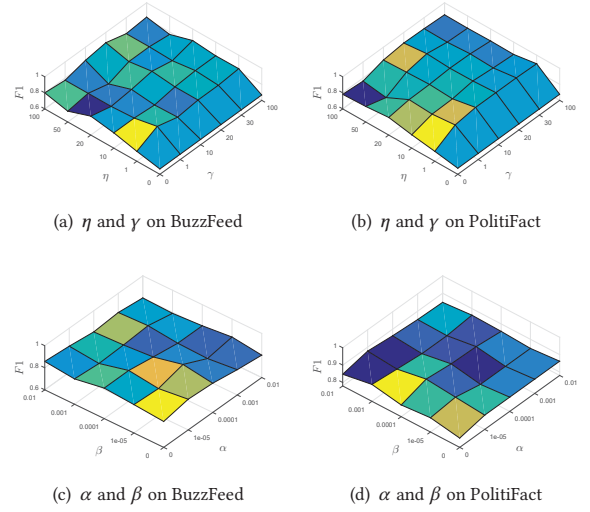 1
0.8
0.6
100
50
20
10
1
0
η
F1
0
1
10
20
30
100
γ
(a) η and γ on BuzzFeed
1
0.8
0.6
100
50
20
10
1
0
η
F1
0
1
10
20
30
100
γ
(b) η and γ on PolitiFact
1
0.8
0.6
0.01
0.001
0.0001
1e-05
0
β
F1
0
1e-05
0.0001
0.001
0.01
α
(c) α and β on BuzzFeed
1
0.9
0.8
0.01
0.001
0.0001
1e-05
0
β
F1
0
1e-05
0.0001
0.001
0.01
α
(d) α and β on PolitiFact